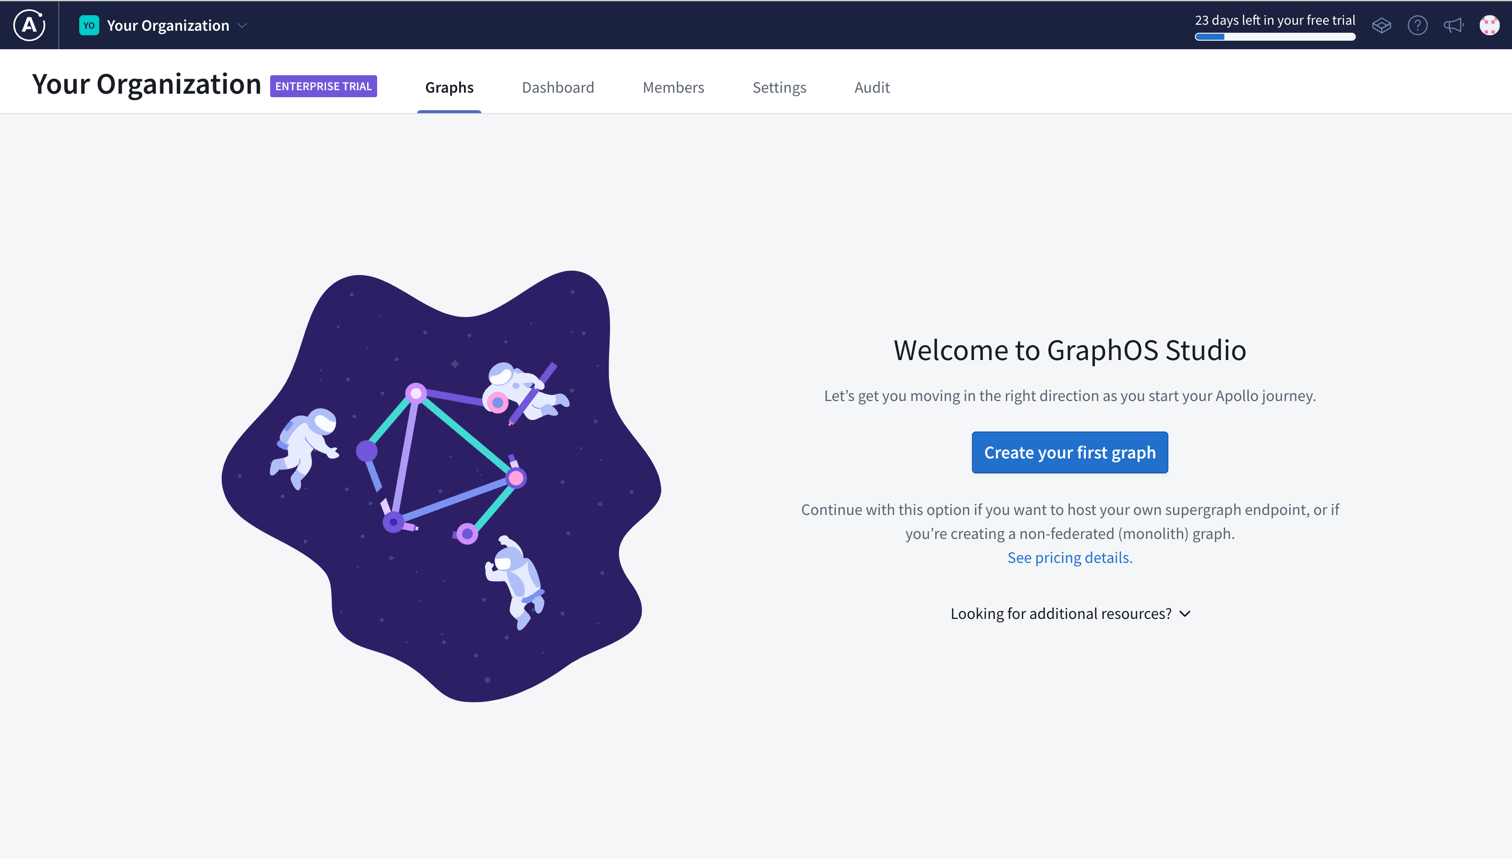 A
YO
Your Organization
23 days left in your free trial
?
Your Organization
ENTERPRISE TRIAL
Graphs
Dashboard
Members
Settings
Audit
Welcome to GraphOS Studio
Let's get you moving in the right direction as you start your Apollo journey.
Create your first graph
Continue with this option if you want to host your own supergraph endpoint, or if
you're creating a non-federated (monolith) graph.
See pricing details.
Looking for additional resources?